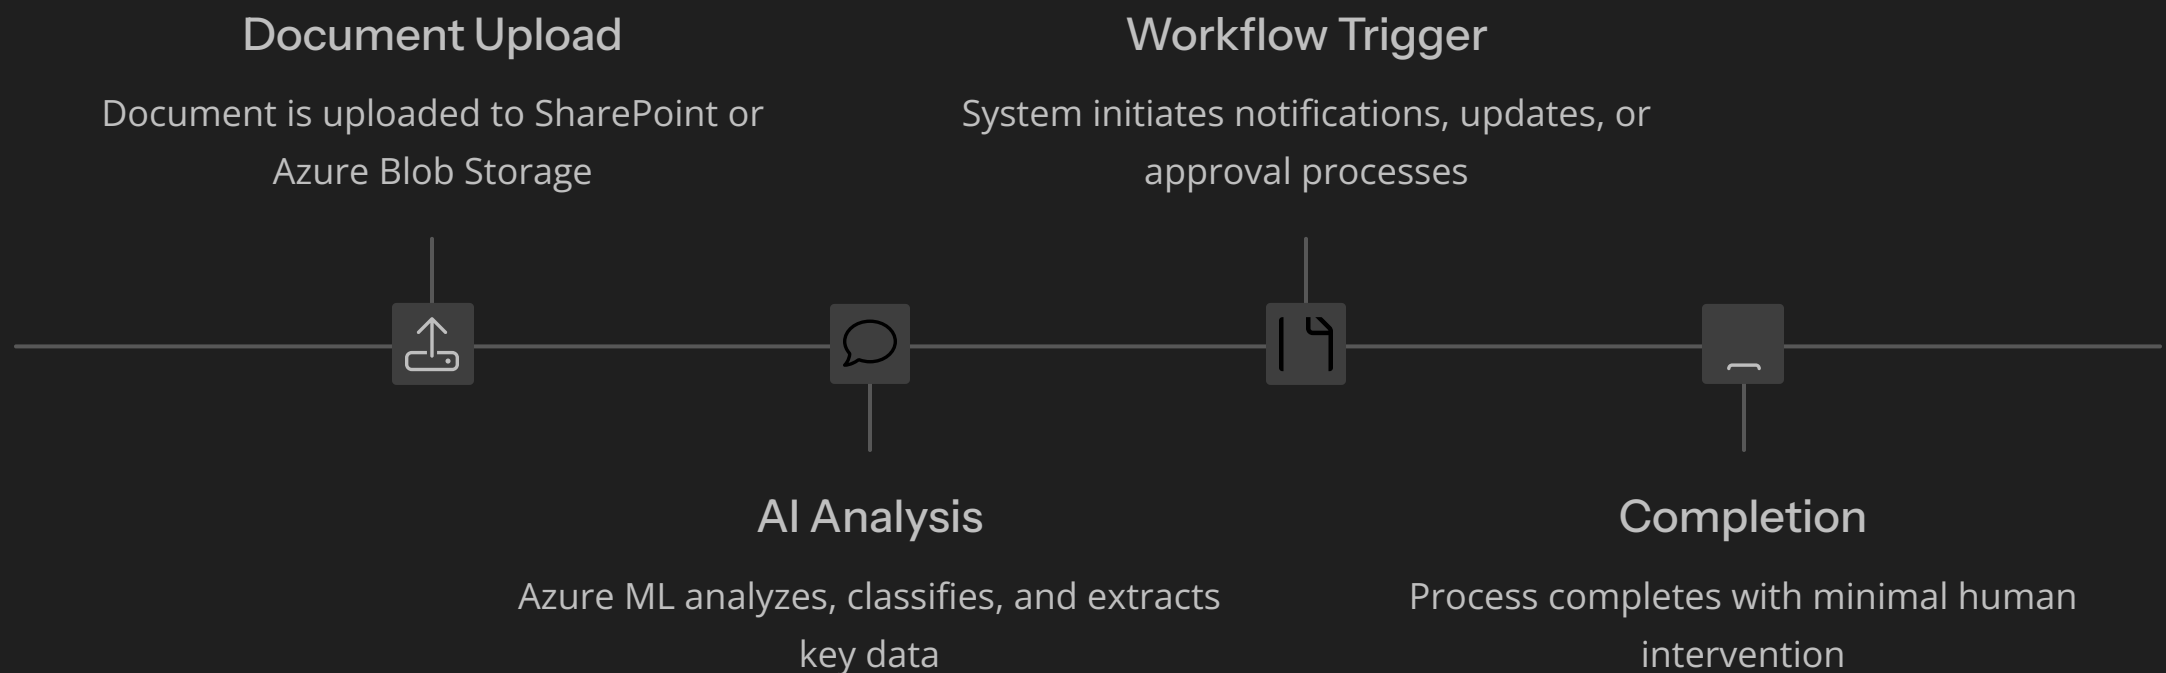 Document Upload
Document is uploaded to SharePoint or
Azure Blob Storage
AI Analysis
Azure ML analyzes, classifies, and extracts
key data
Workflow Trigger
System initiates notifications, updates, or
approval processes
Completion
Process completes with minimal human
intervention